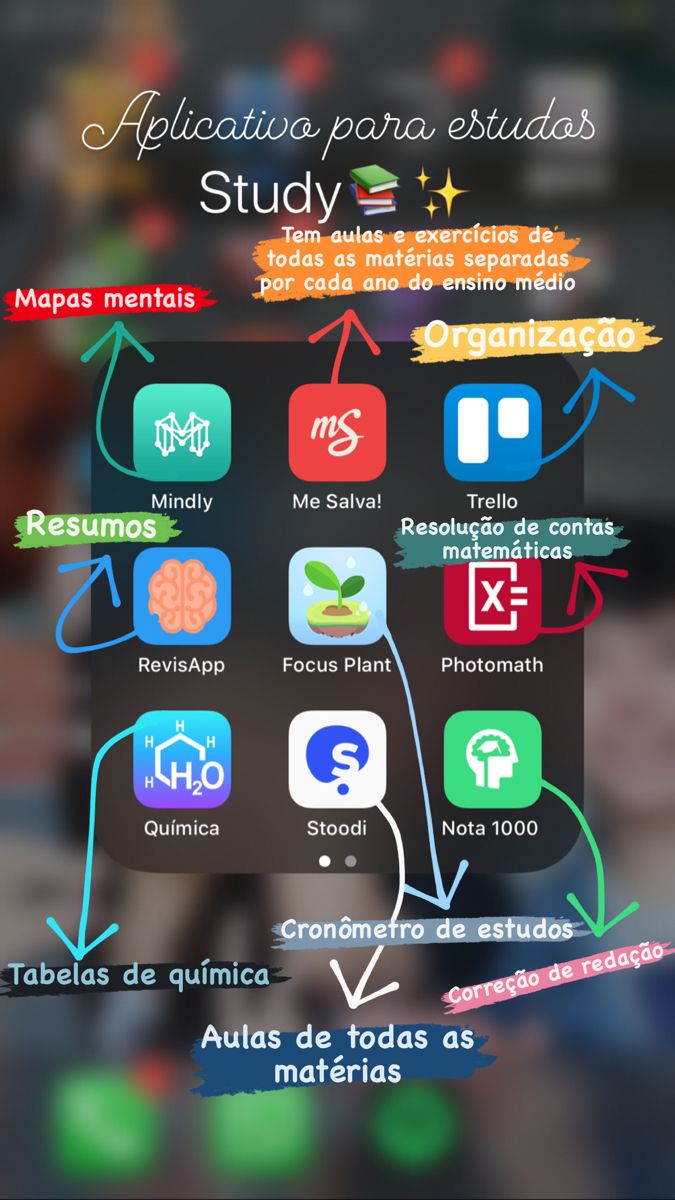 Aplicativo para estudos
Study
Tem aulas e exercícios de
todas as matérias separadas
por cada ano do ensino médio
Mapas mentais
Organização
mS
Mindly
Me Salva!
Trello
Resumos
Resolução de contas
matemáticas
X=
RevisApp
Focus Plant
Photomath
H H H H H₂O
S
Química
Stoodi
Nota 1000
Cronômetro de estudos
Tabelas de química
Correção de redação
Aulas de todas as
matérias